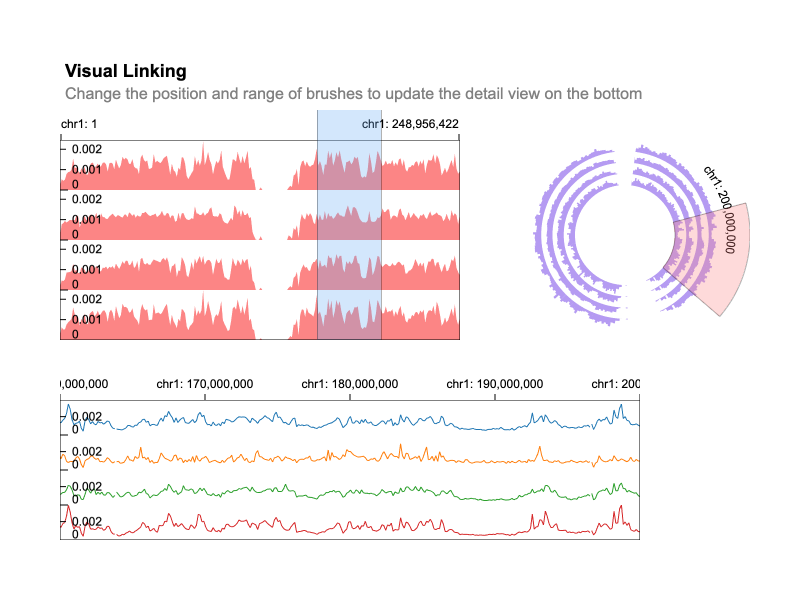 Visual Linking
Change the position and range of brushes to update the detail view on the bottom
chr1: 1
chr1: 248,956,422
0.002
0.001
0
0.002
0.001
0
0.002
0.001
0
0.002
0.001
0
chr1: 200,000,000
0,000,000
chr1: 170,000,000
chr1: 180,000,000
chr1: 190,000,000
chr1: 200
0.002
0
0.002
0
0.002
0
0.002
0